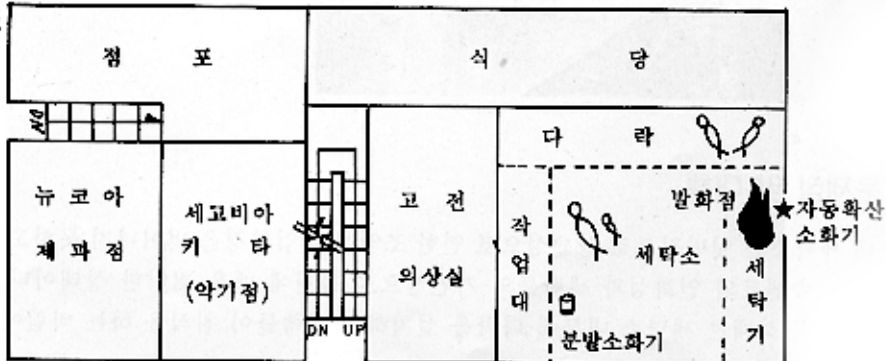 점 포
식 당
다 락
뉴 코 아
제 과 점
세고비아
키 타
(악기점)
DN UP
고 전
의상실
작업대
발화점
★자동확산
소화기
세탁소
세탁기
분발소화기